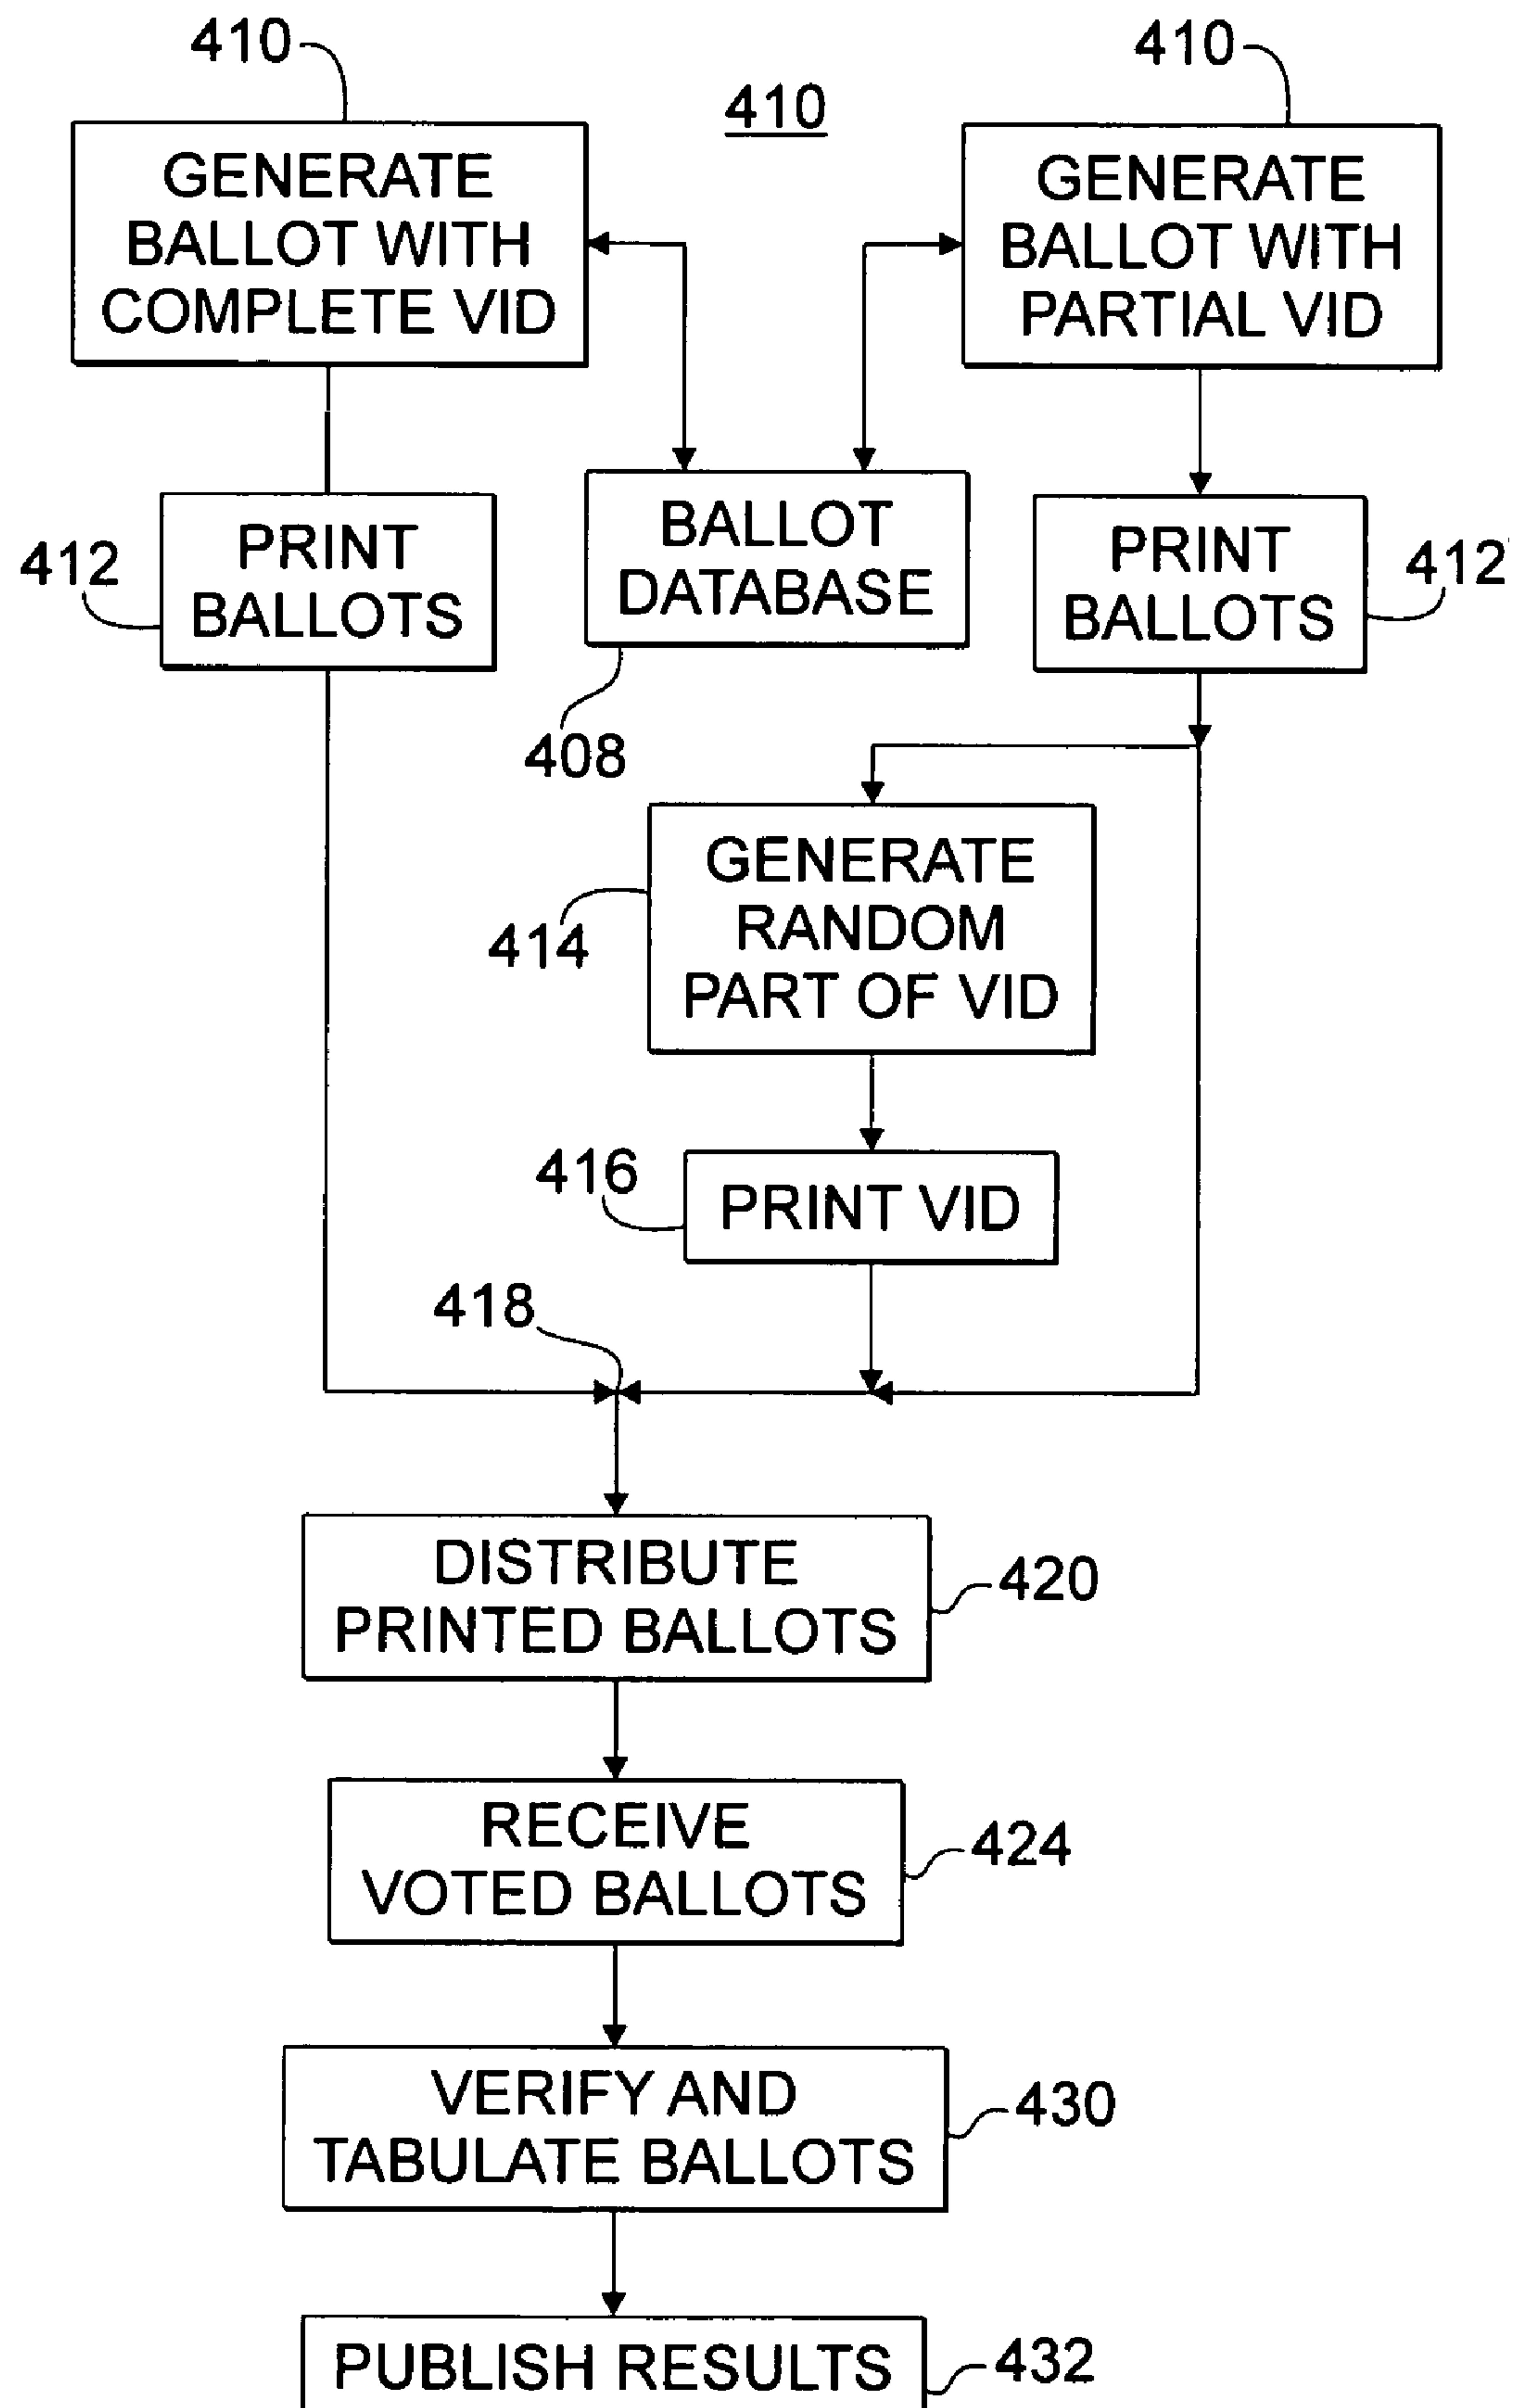 410
410
410
GENERATE
BALLOT WITH
COMPLETE VID
GENERATE
BALLOT WITH
PARTIAL VID
412
PRINT
BALLOTS
BALLOT
DATABASE
408
PRINT
BALLOTS
412'
414
GENERATE
RANDOM
PART OF VID
416
PRINT VID
418
DISTRIBUTE
PRINTED BALLOTS
420
RECEIVE
VOTED BALLOTS
424
VERIFY AND
TABULATE BALLOTS
430
PUBLISH RESULTS
432